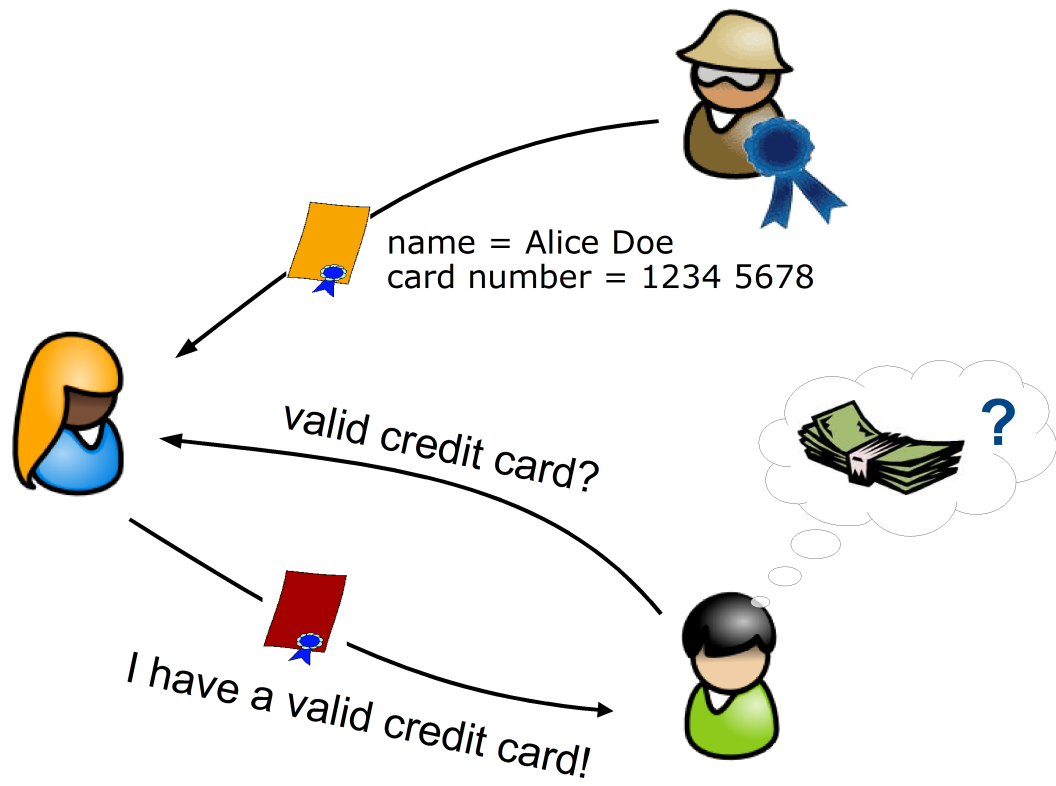 name = Alice Doe
card number = 1234 5678
valid credit card?
?
I have a valid credit card!